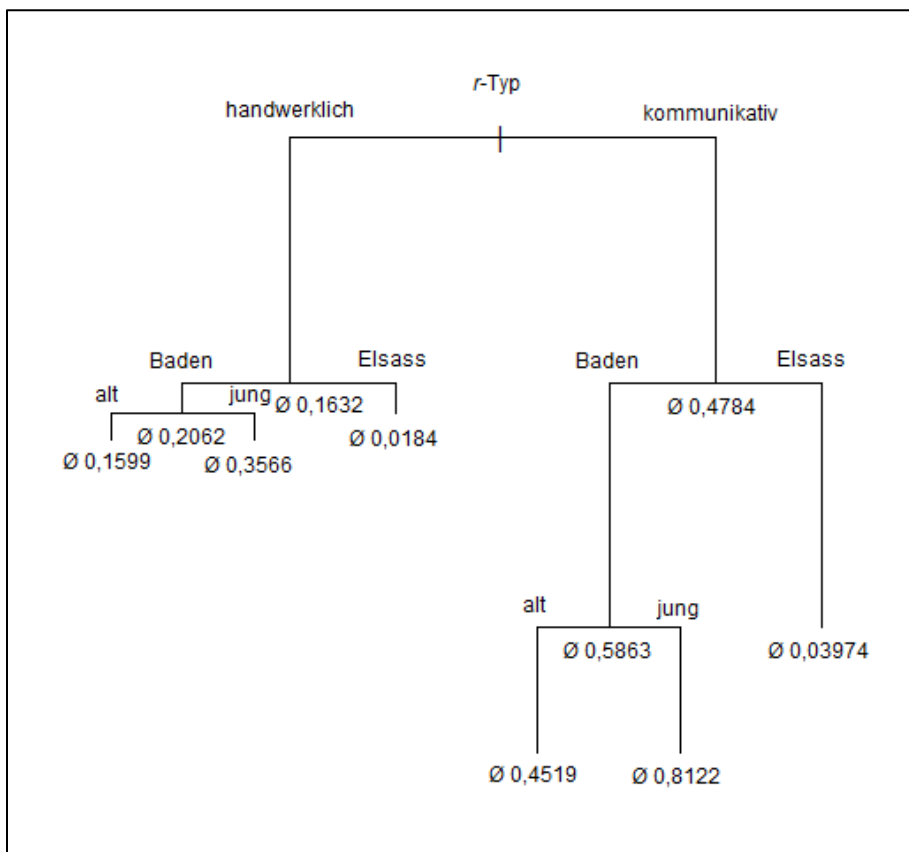 r-Typ
handwerklich
kommunikativ
Baden
Elsass
alt
jung
Ø 0,1632
Ø 0,2062
Ø 0,0184
Ø 0,1599
Ø 0,3566
Baden
Elsass
Ø 0,4784
alt
jung
Ø 0,5863
Ø 0,03974
Ø 0,4519
Ø 0,8122